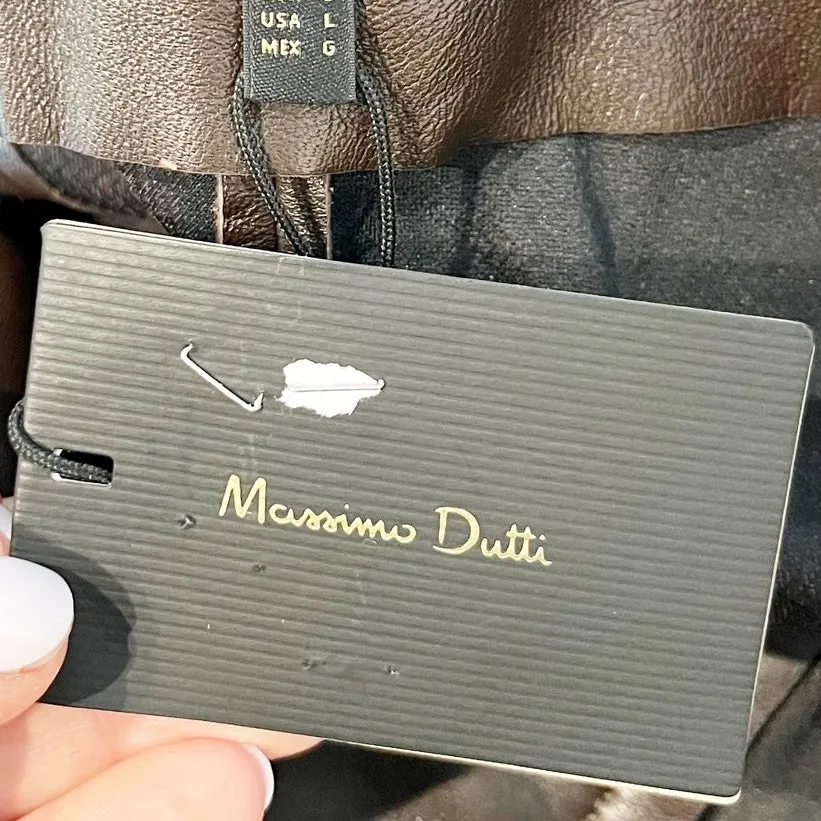 USA L
MEX G
Massimo Dutti